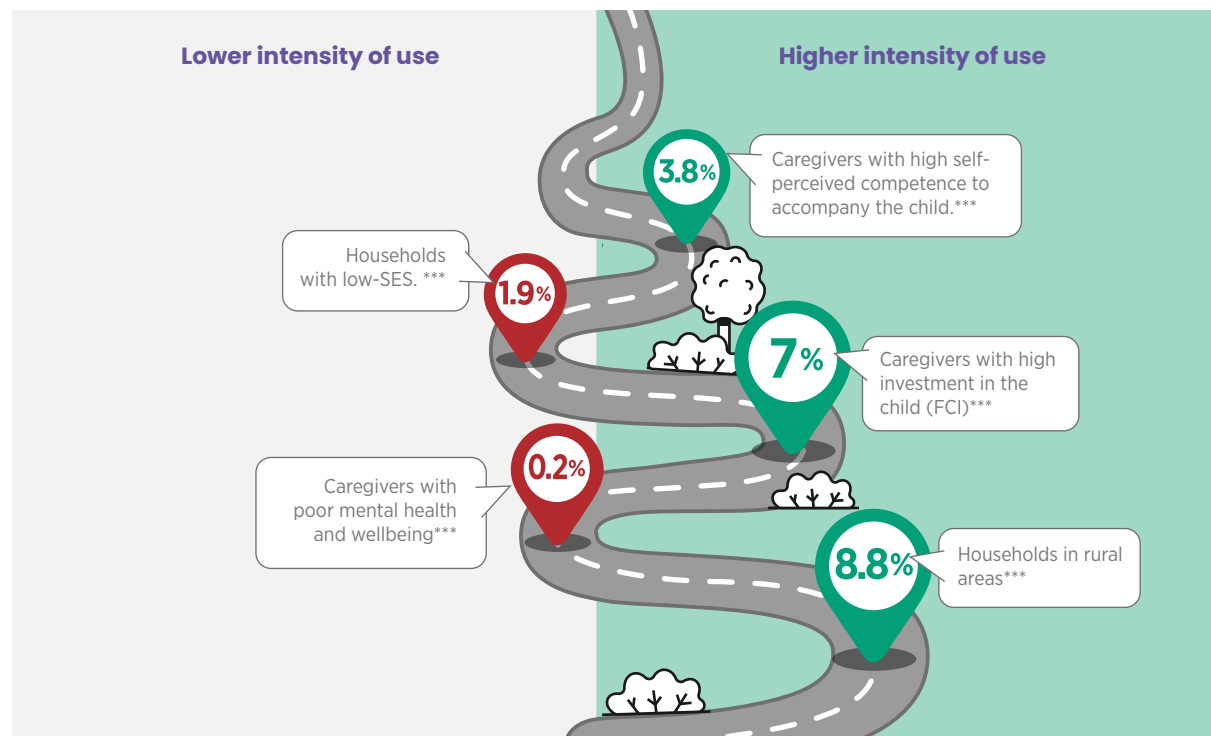 Lower intensity of use
Higher intensity of use
3.8%
Caregivers with high self-
perceived competence to
accompany the child.***
Households
with low-SES. ***
1.9%
7%
Caregivers with high
investment in the
child (FCI)***
Caregivers with
poor mental health
and wellbeing***
0.2%
8.8%
Households in rural
areas***